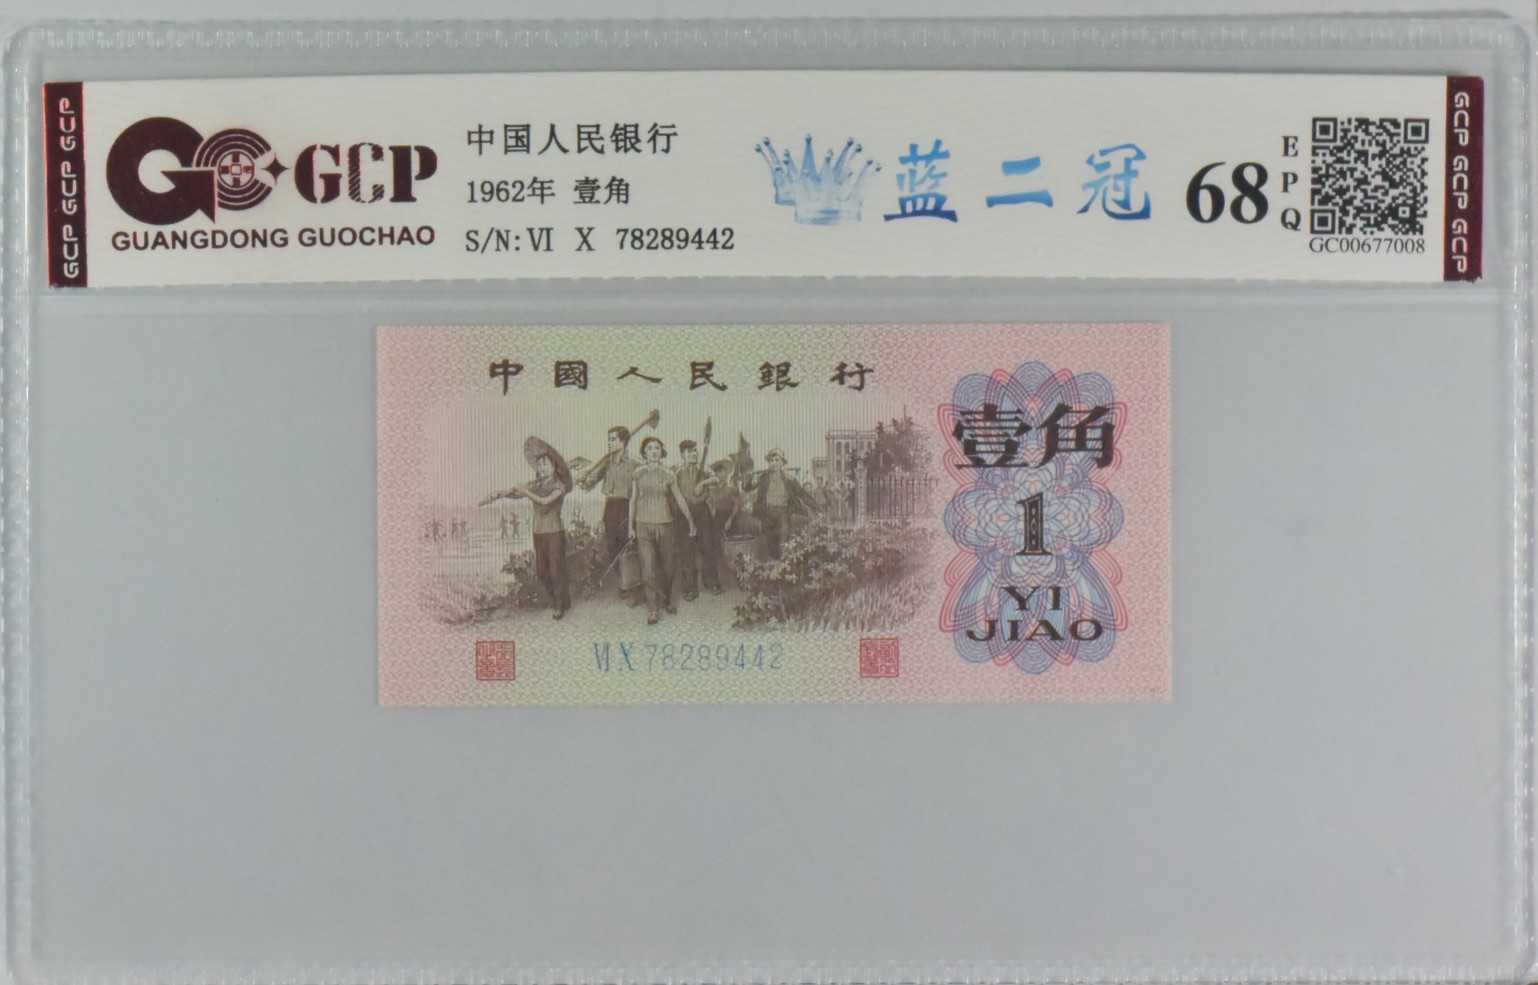 GCP GCP GCP
GCP
GUANGDONG GUOCHAO
中国人民银行
1962年 壹角
S/N: VI X 78289442
蓝二冠
68
EPQ
GC00677008
GCP GCP GCP
中國人民銀行
壹角
1
YI
JIAO
VI X 78289442